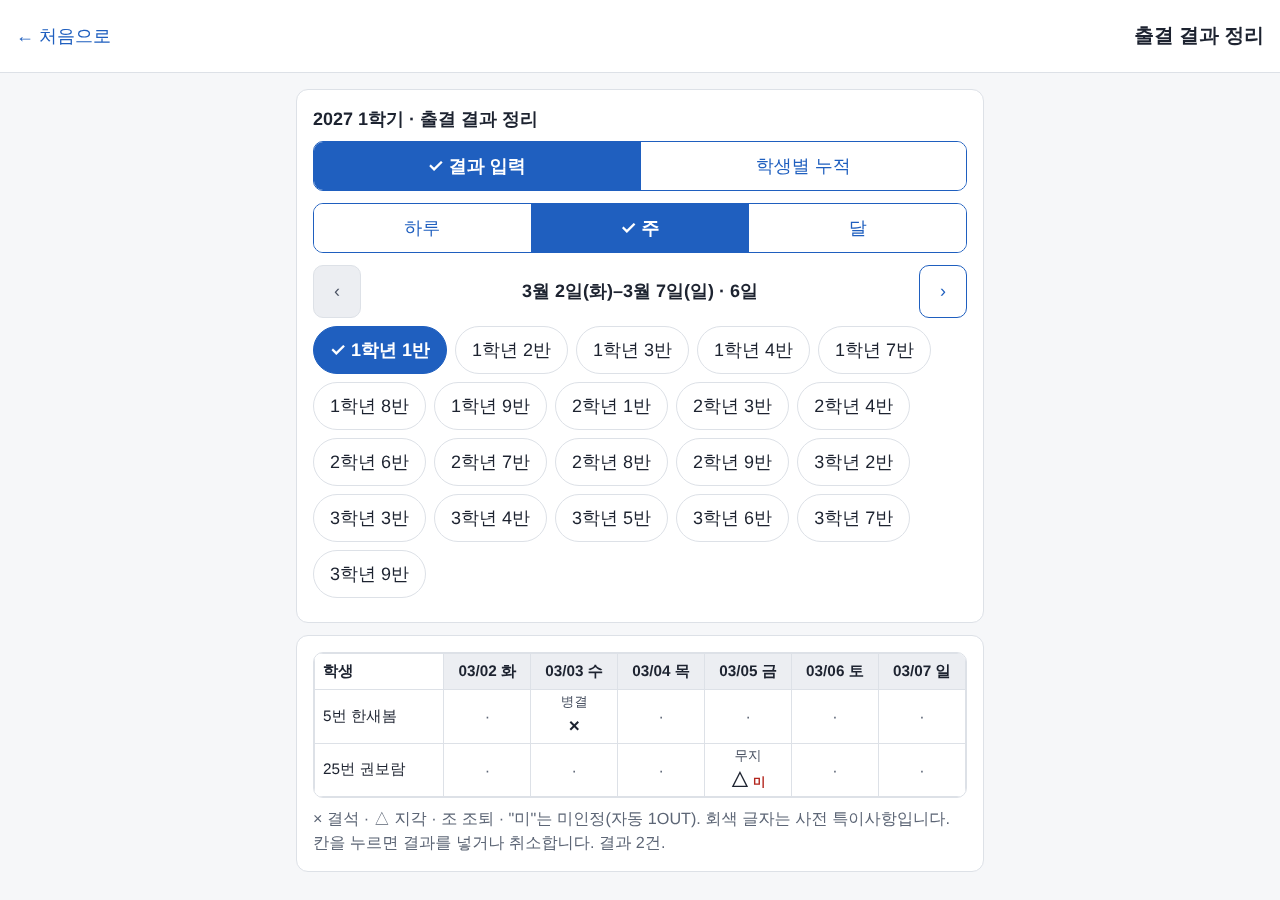 ← 처음으로
출결 결과 정리
2027 1학기 · 출결 결과 정리
✓ 결과 입력
학생별 누적
하루
✓ 주
달
‹
3월 2일(화)–3월 7일(일) · 6일
›
✓ 1학년 1반 1학년 2반 1학년 3반 1학년 4반 1학년 7반
1학년 8반 1학년 9반 2학년 1반 2학년 3반 2학년 4반
2학년 6반 2학년 7반 2학년 8반 2학년 9반 3학년 2반
3학년 3반 3학년 4반 3학년 5반 3학년 6반 3학년 7반
3학년 9반
학생 03/02 화 03/03 수 03/04 목 03/05 금 03/06 토 03/07 일
5번 한새봄 · 병결 × · · · ·
25번 권보람 · · · 무지 △ 미 · ·
× 결석 · △ 지각 · 조 조퇴 · "미"는 미인정(자동 1OUT). 회색 글자는 사전 특이사항입니다.
칸을 누르면 결과를 넣거나 취소합니다. 결과 2건.